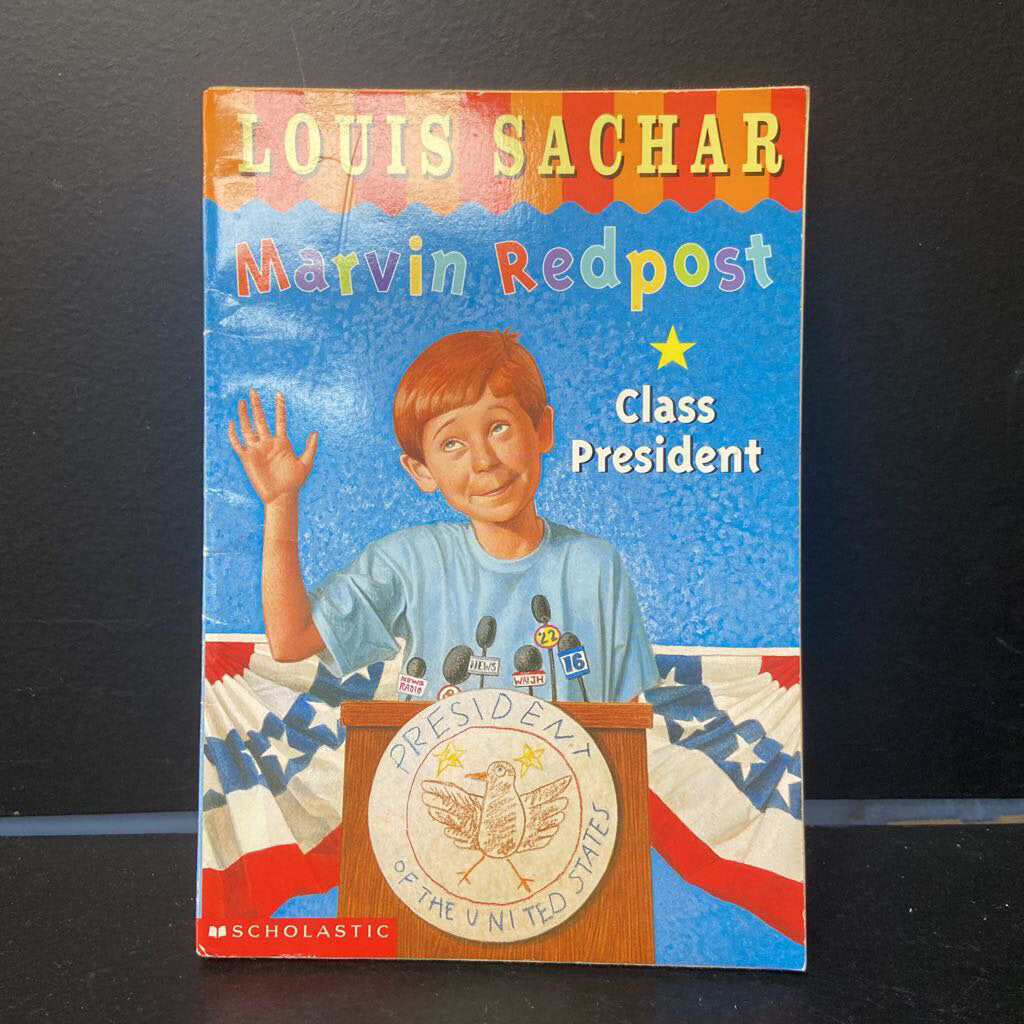 LOUIS SACHAR
Marvin Redpost
Class
President
'22
NEWS
16
NEWS
RADIO
WNJH
PRESIDENT
OF THE UNITED STATES
SCHOLASTIC